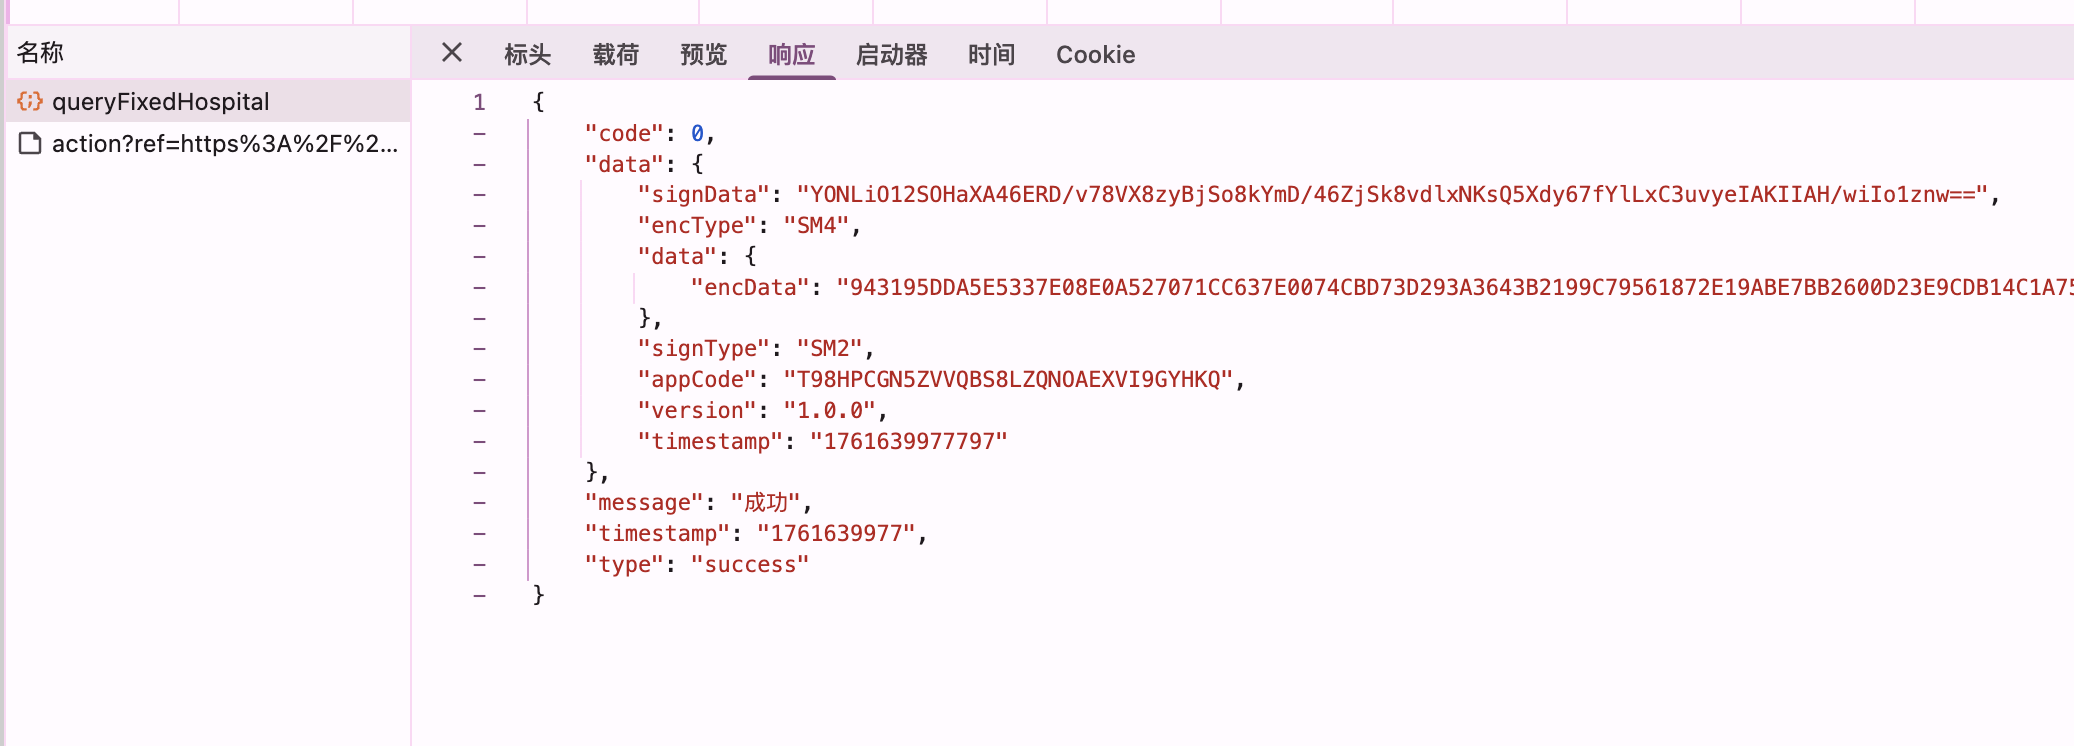 名称
queryFixedHospital
action?ref=https%3A%2F%2...
标头 载荷 预览 响应 启动器 时间 Cookie
1 {
"code": 0,
"data": {
"signData": "YONLiO12SOHaXA46ERD/v78VX8zyBjSo8kYmD/46ZjSk8vdlxNKsQ5Xdy67fYlLxC3uvyeIAKIIAH/wiIo1znw==",
"encType": "SM4",
"data": {
"encData": "943195DDA5E5337E08E0A527071CC637E0074CBD73D293A3643B2199C79561872E19ABE7BB2600D23E9CDB14C1A75
},
"signType": "SM2",
"appCode": "T98HPCGN5ZVVQBS8LZQNOAEXVI9GYHKQ",
"version": "1.0.0",
"timestamp": "1761639977797"
},
"message": "成功",
"timestamp": "1761639977",
"type": "success"
}